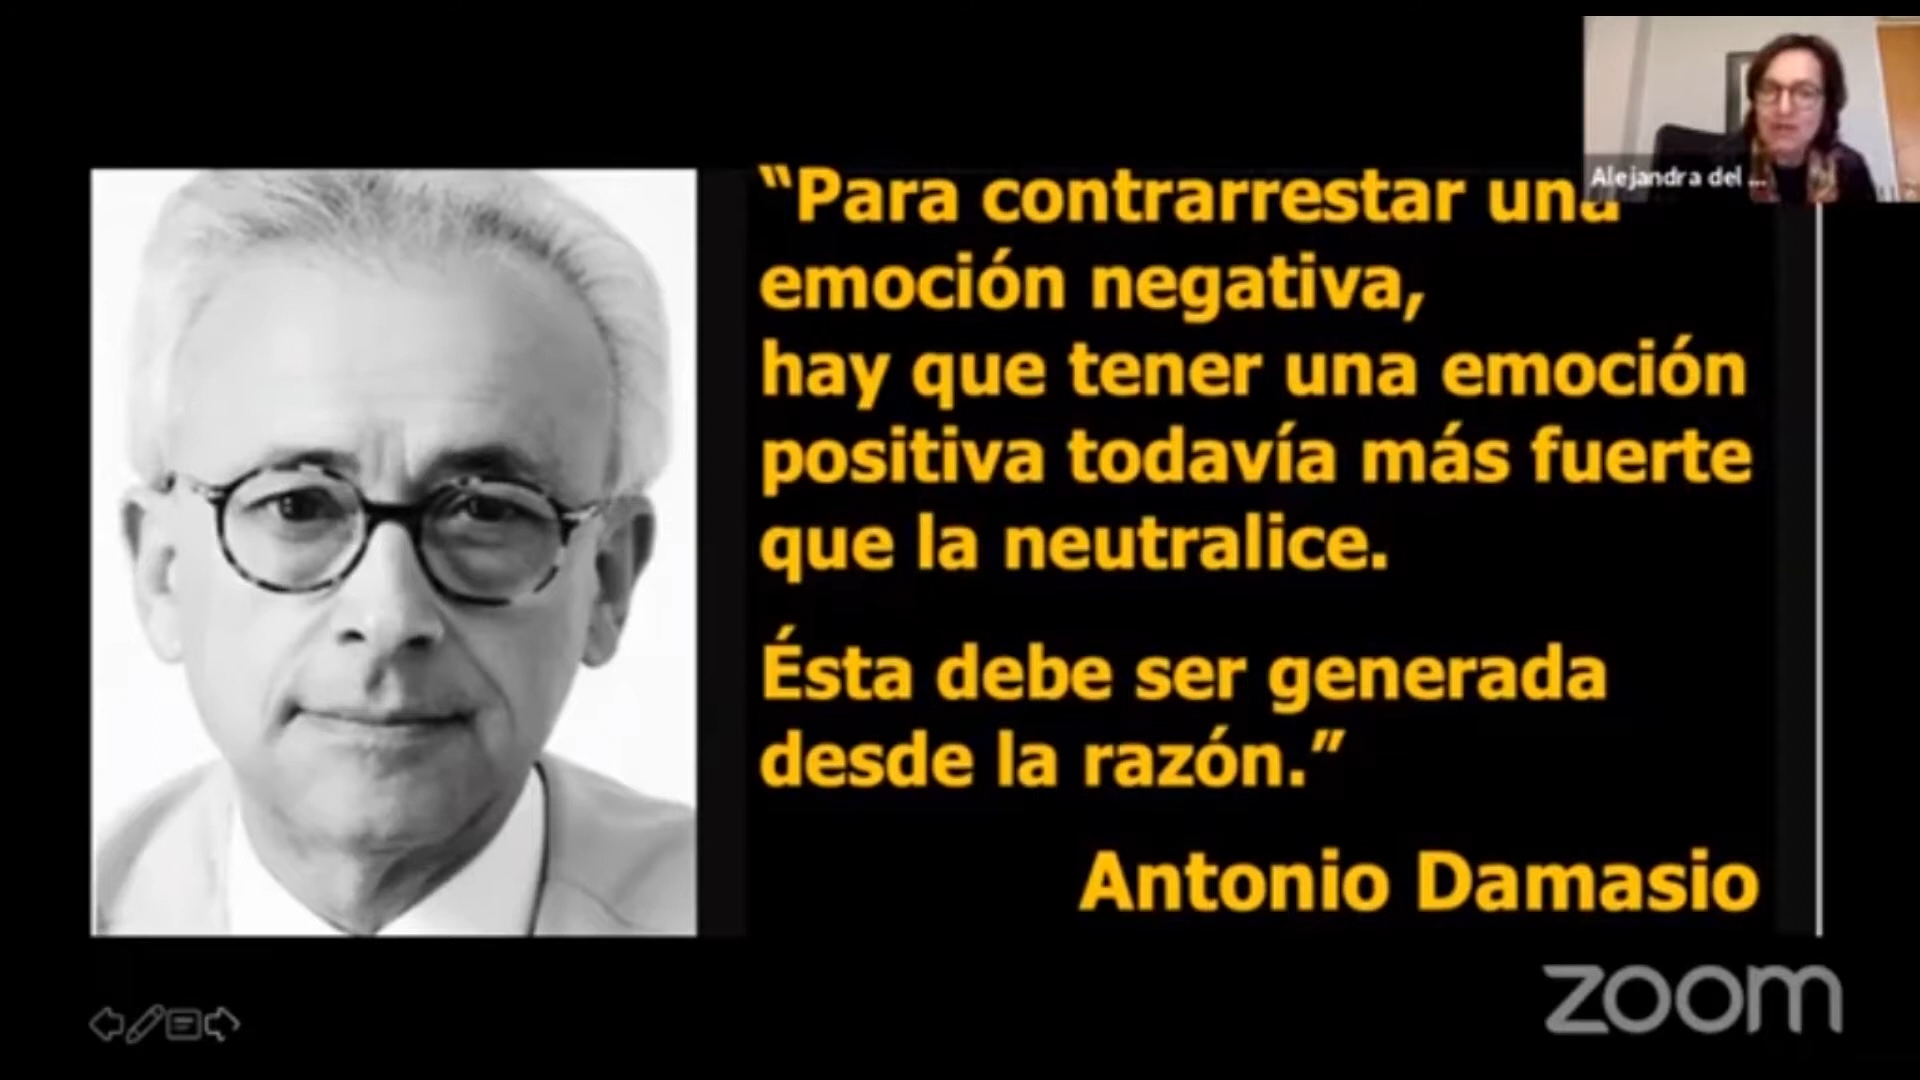 Alejandra del ...
“Para contrarrestar una
emoción negativa,
hay que tener una emoción
positiva todavía más fuerte
que la neutralice.
Ésta debe ser generada
desde la razón.”
Antonio Damasio
zoom